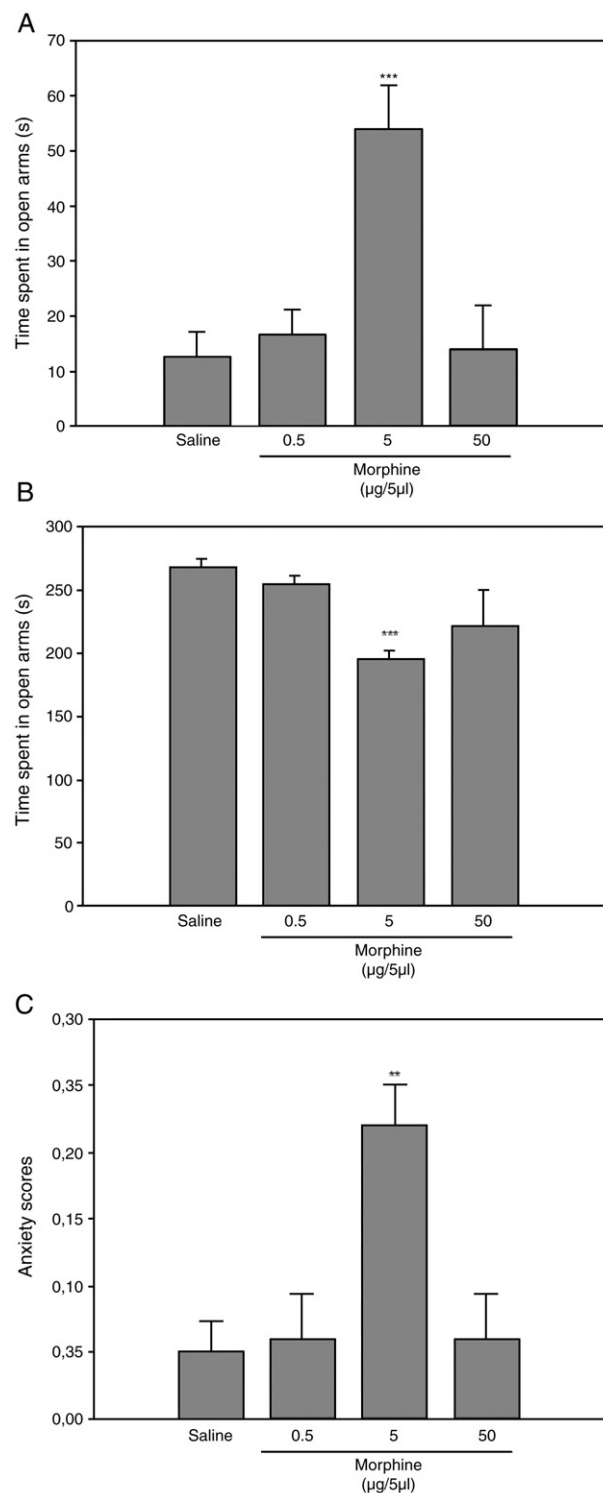 A
Time spent in open arms (s)
70
60
50
40
30
20
10
0
***
Saline 0.5 5 50
Morphine
(µg/5µl)
B
Time spent in open arms (s)
300
250
200
150
100
50
0
***
Saline 0.5 5 50
Morphine
(µg/5µl)
C
Anxiety scores
0,30
0,35
0,20
0,15
0,10
0,35
0,00
**
Saline 0.5 5 50
Morphine
(µg/5µl)